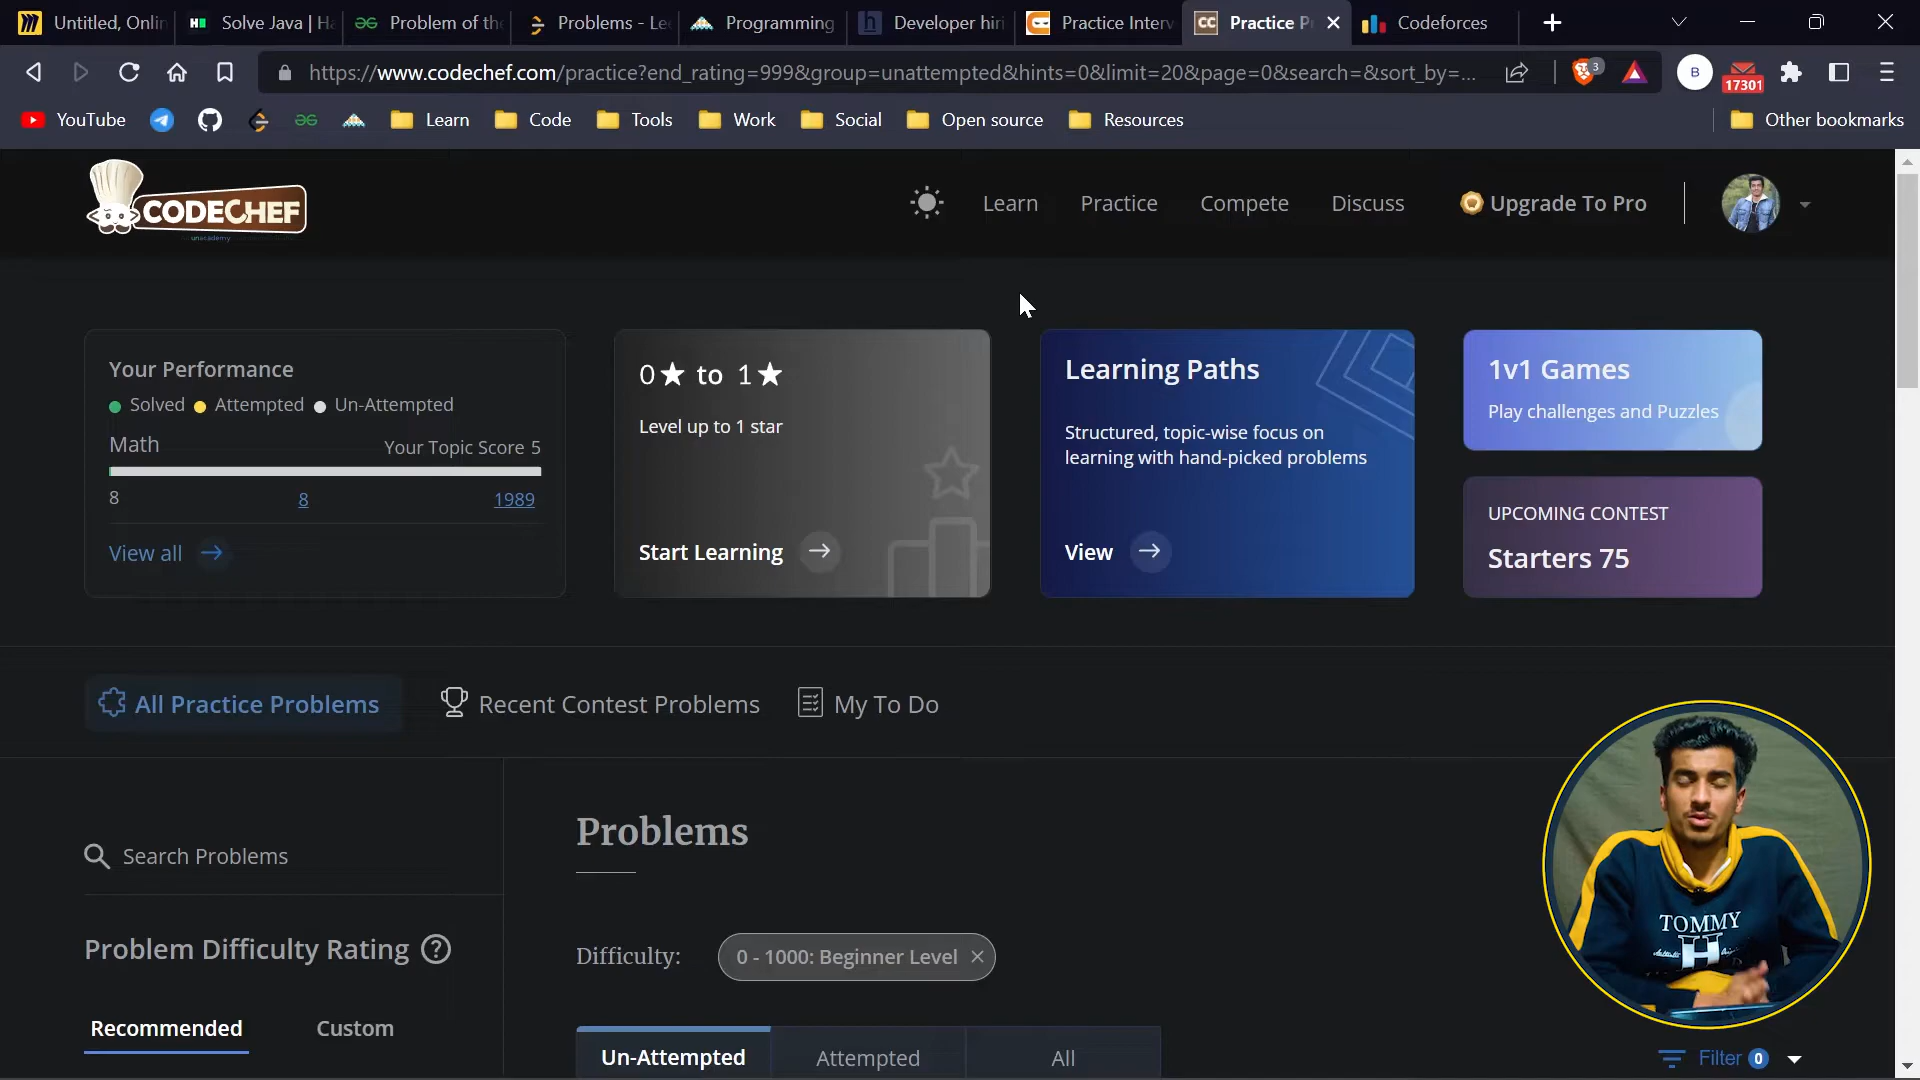 Untitled, Onlin
Solve Java | Ha
Problem of the
Problems - Lee
Programming
Developer hiri
Practice Interv
Practice P
Codeforces
https://www.codechef.com/practice?end_rating=999&group=unattempted&hints=0&limit=20&page=0&search=&sort_by=...
3
B
17301
YouTube
Learn
Code
Tools
Work
Social
Open source
Resources
Other bookmarks
CODECHEF
unacademy
Learn
Practice
Compete
Discuss
Upgrade To Pro
Your Performance
Solved Attempted Un-Attempted
Math Your Topic Score 5
8 8 1989
View all
0★ to 1★
Level up to 1 star
Start Learning
Learning Paths
Structured, topic-wise focus on
learning with hand-picked problems
View
1v1 Games
Play challenges and Puzzles
UPCOMING CONTEST
Starters 75
All Practice Problems
Recent Contest Problems
My To Do
Search Problems
Problem Difficulty Rating ?
Recommended
Custom
Problems
Difficulty: 0 - 1000: Beginner Level ×
Un-Attempted
Attempted
All
Filter 0
TOMMY
H